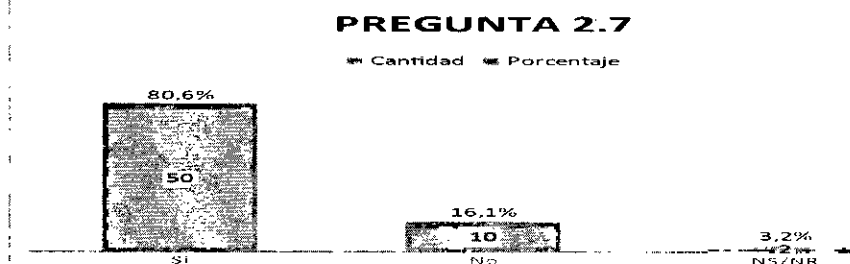 PREGUNTA 2.7
Cantidad Porcentaje
80,6%
50
16,1%
10
3,2%
2
Si
No
NS/NR